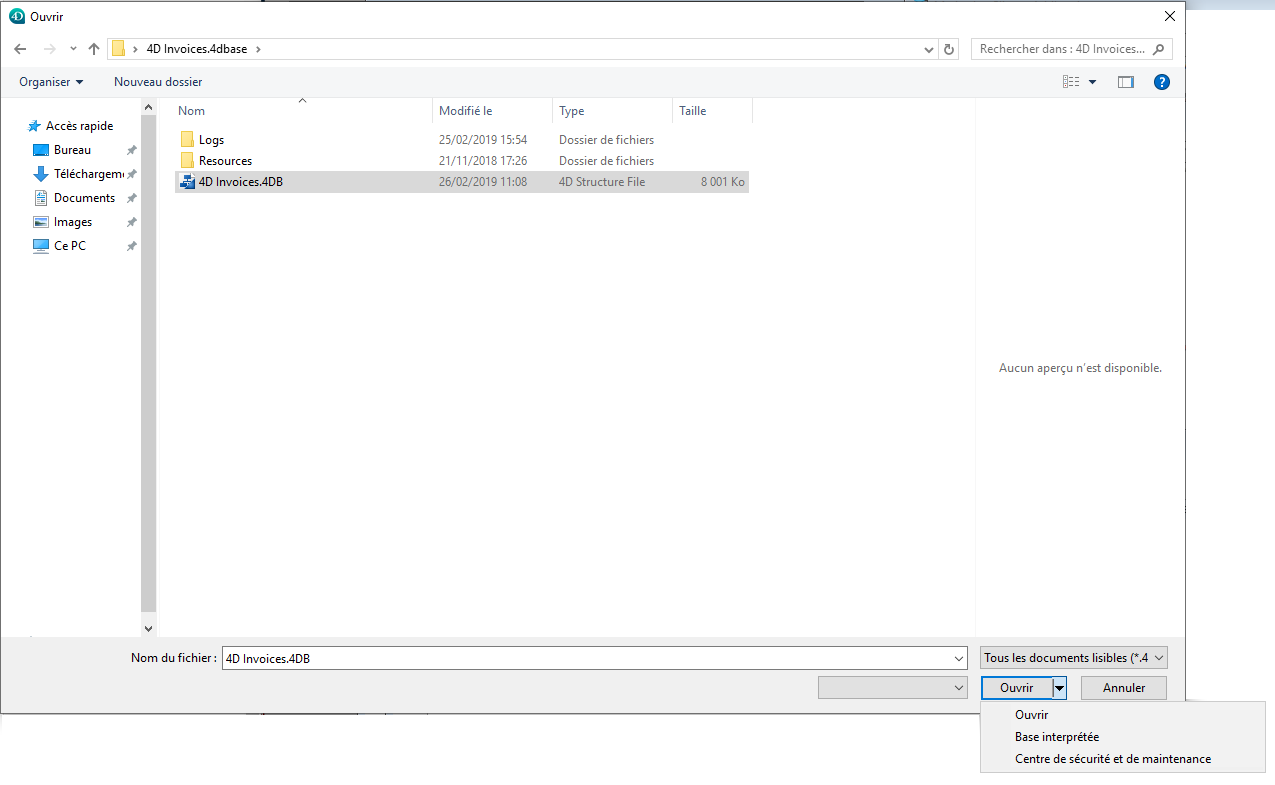 Ouvrir
4D Invoices.4dbase
Rechercher dans : 4D Invoices...
Organiser
Nouveau dossier
Nom Modifié le Type Taille
Accès rapide
Bureau
Téléchargem
Documents
Images
Ce PC
Logs 25/02/2019 15:54 Dossier de fichiers
Resources 21/11/2018 17:26 Dossier de fichiers
4D Invoices.4DB 26/02/2019 11:08 4D Structure File 8 001 Ko
Aucun aperçu n'est disponible.
Nom du fichier : 4D Invoices.4DB
Tous les documents lisibles (*.4
Ouvrir
Annuler
Ouvrir
Base interprétée
Centre de sécurité et de maintenance